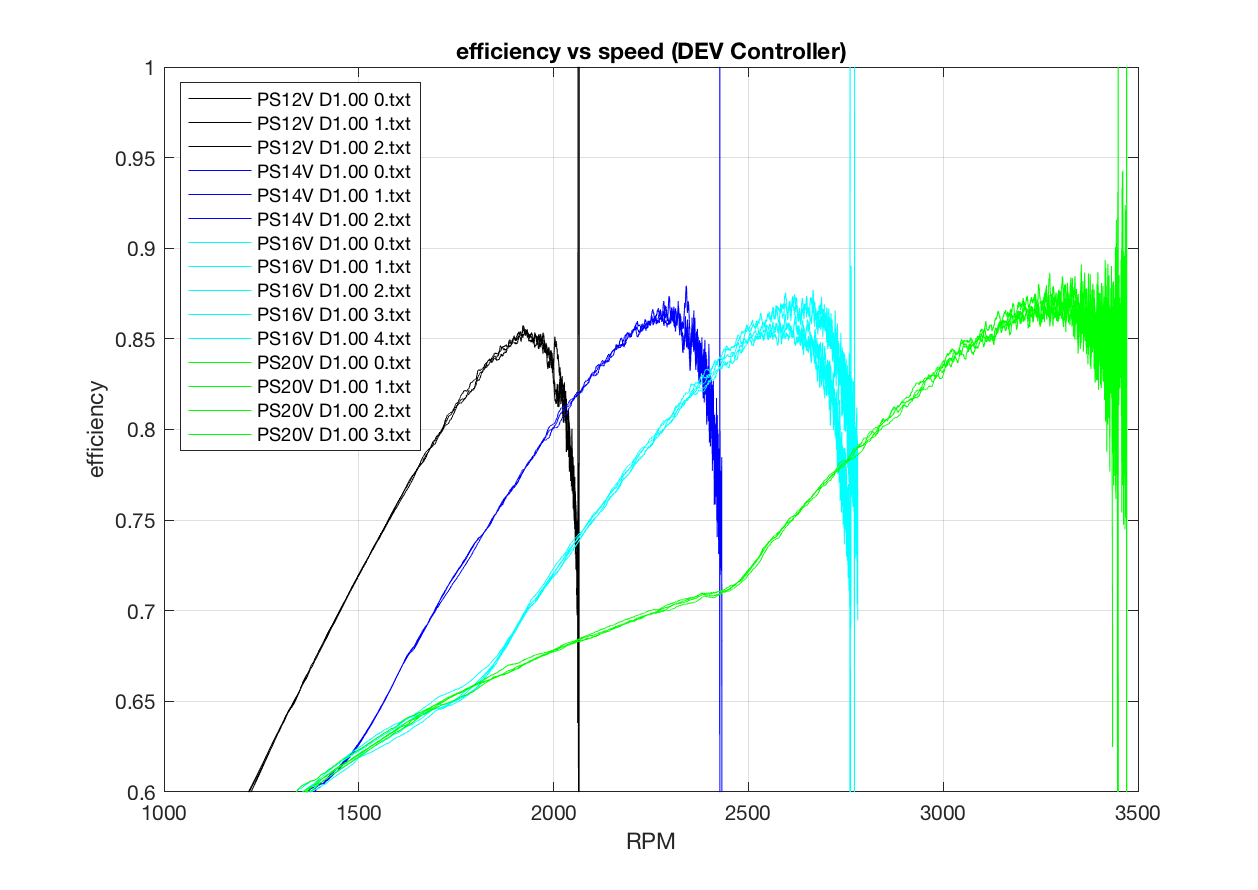 efficiency vs speed (DEV Controller)
1
0.95
0.9
0.85
0.8
0.75
0.7
0.65
0.6
efficiency
PS12V D1.00 0.txt
PS12V D1.00 1.txt
PS12V D1.00 2.txt
PS14V D1.00 0.txt
PS14V D1.00 1.txt
PS14V D1.00 2.txt
PS16V D1.00 0.txt
PS16V D1.00 1.txt
PS16V D1.00 2.txt
PS16V D1.00 3.txt
PS16V D1.00 4.txt
PS20V D1.00 0.txt
PS20V D1.00 1.txt
PS20V D1.00 2.txt
PS20V D1.00 3.txt
1000 1500 2000 2500 3000 3500
RPM